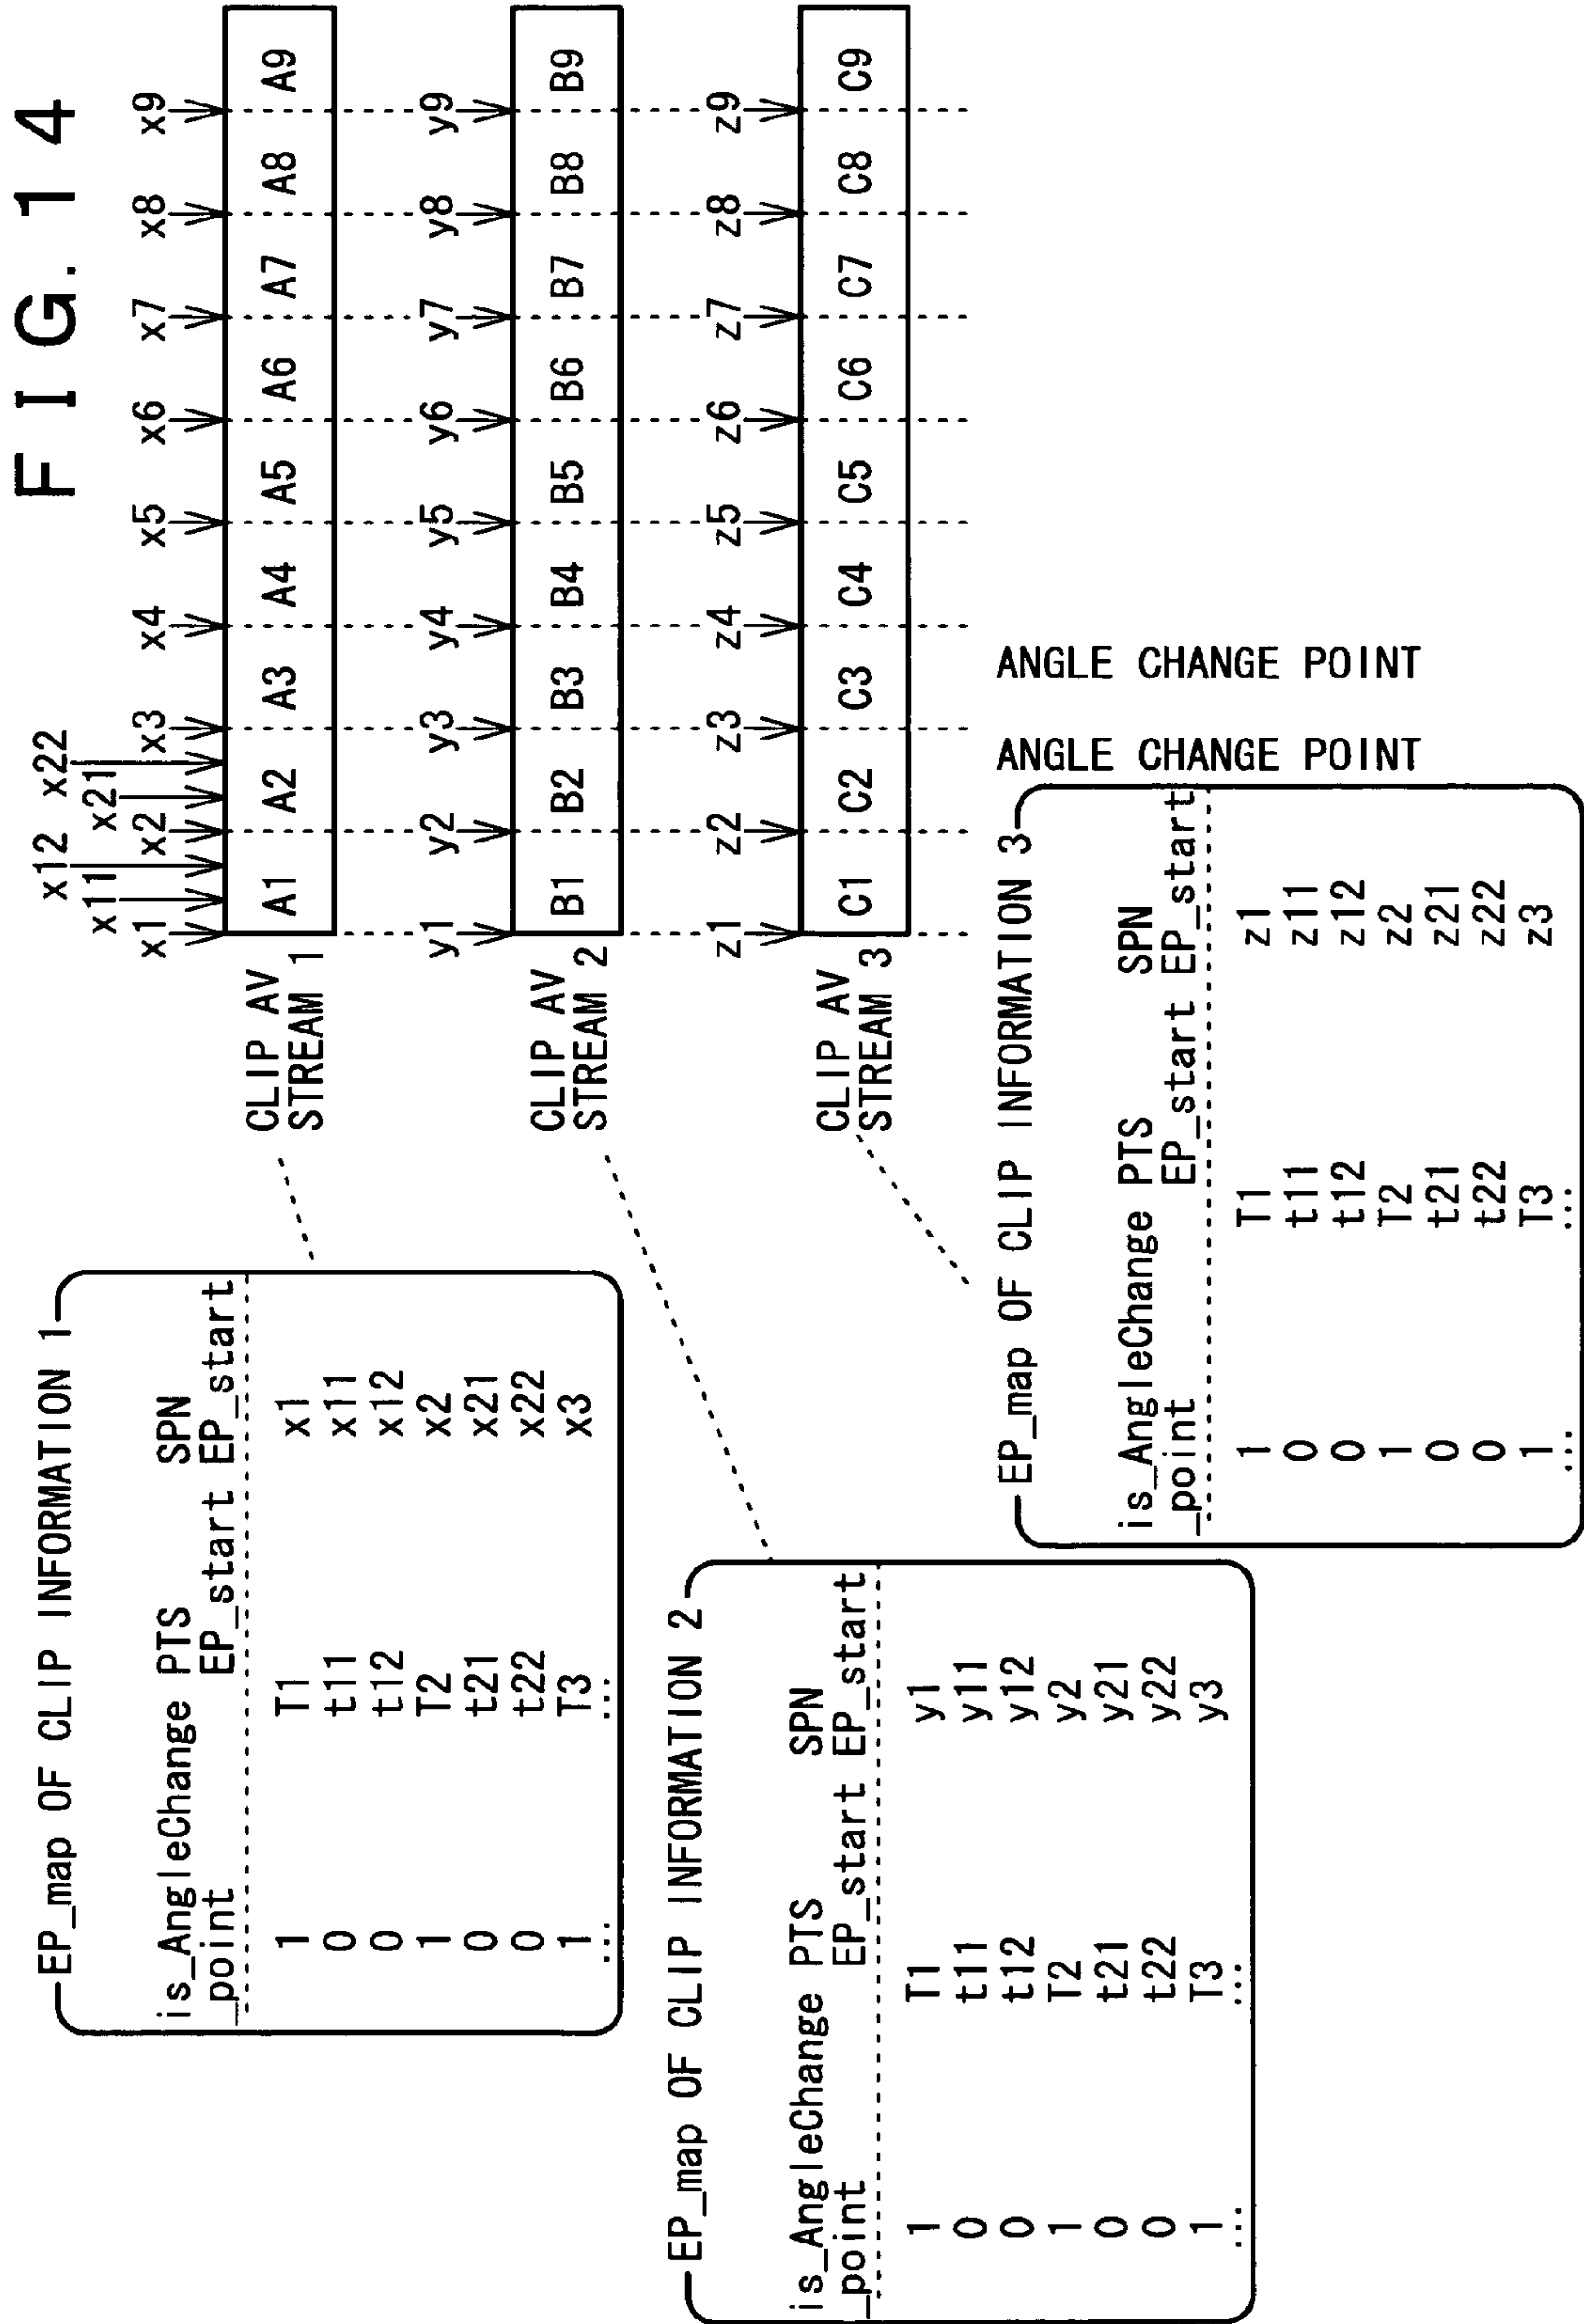 FIG.14
EP_map OF CLIP INFORMATION 1
is_AngleChange PTS SPN
_point EP_start EP_start
1 T1 x1
0 t11 x11
0 t12 x12
1 T2 x2
0 t21 x21
0 t22 x22
1 T3 x3
... ...
x12 x22
x11 x21
x1 x2 x3 x4 x5 x6 x7 x8 x9
CLIP AV
STREAM 1
A1 A2 A3 A4 A5 A6 A7 A8 A9
y1 y2 y3 y4 y5 y6 y7 y8 y9
CLIP AV
STREAM 2
B1 B2 B3 B4 B5 B6 B7 B8 B9
z1 z2 z3 z4 z5 z6 z7 z8 z9
CLIP AV
STREAM 3
C1 C2 C3 C4 C5 C6 C7 C8 C9
EP_map OF CLIP INFORMATION 2
is_AngleChange PTS SPN
_point EP_start EP_start
1 T1 y1
0 t11 y11
0 t12 y12
1 T2 y2
0 t21 y21
0 t22 y22
1 T3 y3
... ...
EP_map OF CLIP INFORMATION 3
is_AngleChange PTS SPN
_point EP_start EP_start
1 T1 z1
0 t11 z11
0 t12 z12
1 T2 z2
0 t21 z21
0 t22 z22
1 T3 z3
... ...
ANGLE CHANGE POINT
ANGLE CHANGE POINT